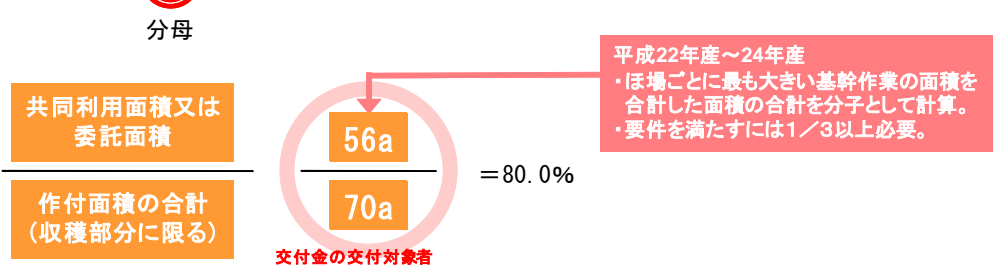 分母
平成22年産～24年産
・ほ場ごとに最も大きい基幹作業の面積を
合計した面積の合計を分子として計算。
・要件を満たすには１／３以上必要。
共同利用面積又は
委託面積
56a
＝80.0%
作付面積の合計
（収穫部分に限る）
70a
交付金の交付対象者